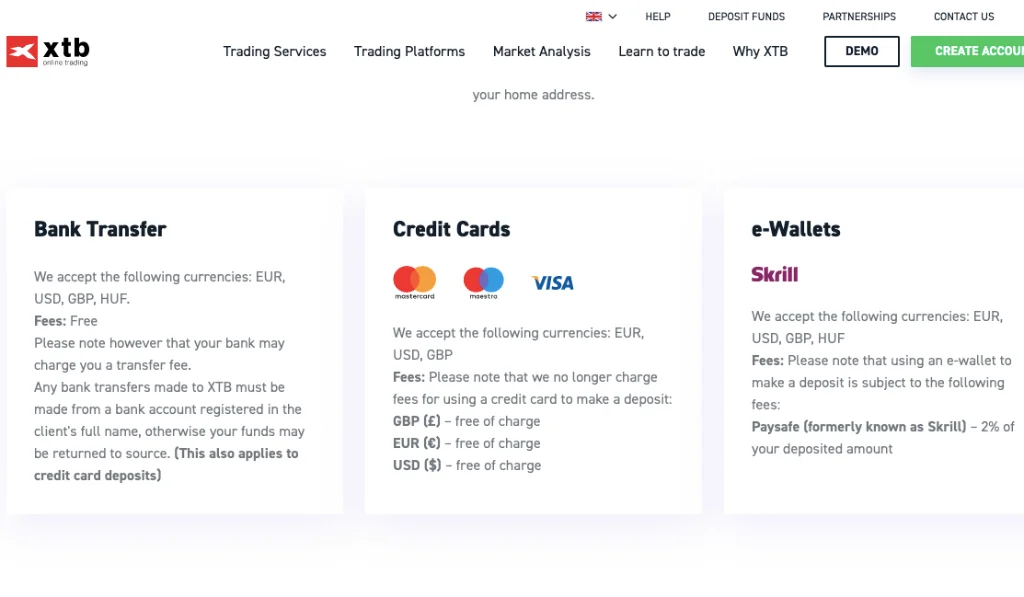 HELP DEPOSIT FUNDS PARTNERSHIPS CONTACT US
xtb
online trading
Trading Services Trading Platforms Market Analysis Learn to trade Why XTB DEMO CREATE ACCOU
your home address.
Bank Transfer
We accept the following currencies: EUR,
USD, GBP, HUF.
Fees: Free
Please note however that your bank may
charge you a transfer fee.
Any bank transfers made to XTB must be
made from a bank account registered in the
client's full name, otherwise your funds may
be returned to source. (This also applies to
credit card deposits)
Credit Cards
mastercard maestro VISA
We accept the following currencies: EUR,
USD, GBP
Fees: Please note that we no longer charge
fees for using a credit card to make a deposit:
GBP (£) – free of charge
EUR (€) – free of charge
USD ($) – free of charge
e-Wallets
Skrill
We accept the following currencies: EUR,
USD, GBP, HUF
Fees: Please note that using an e-wallet to
make a deposit is subject to the following
fees:
Paysafe (formerly known as Skrill) – 2% of
your deposited amount